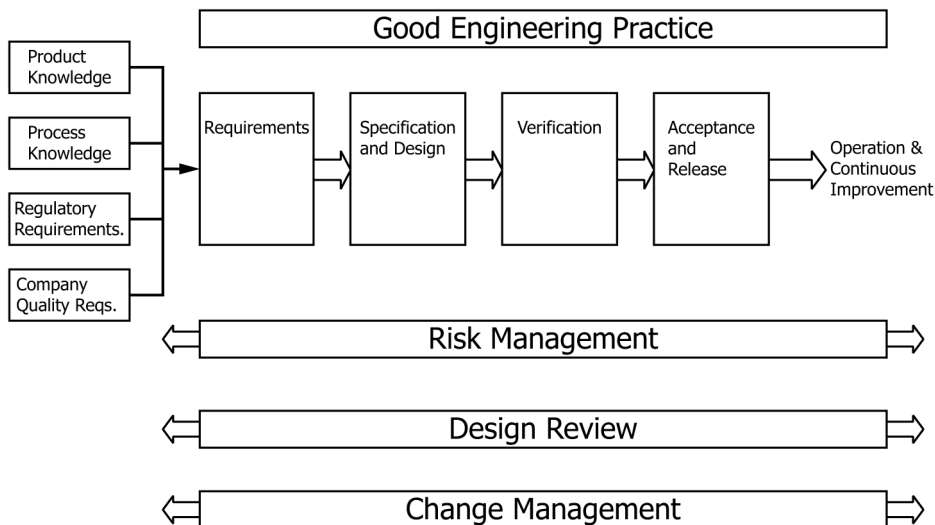 Good Engineering Practice
Product
Knowledge
Process
Knowledge
Regulatory
Requirements.
Company
Quality Reqs.
Requirements
Specification
and Design
Verification
Acceptance
and
Release
Operation &
Continuous
Improvement
Risk Management
Design Review
Change Management